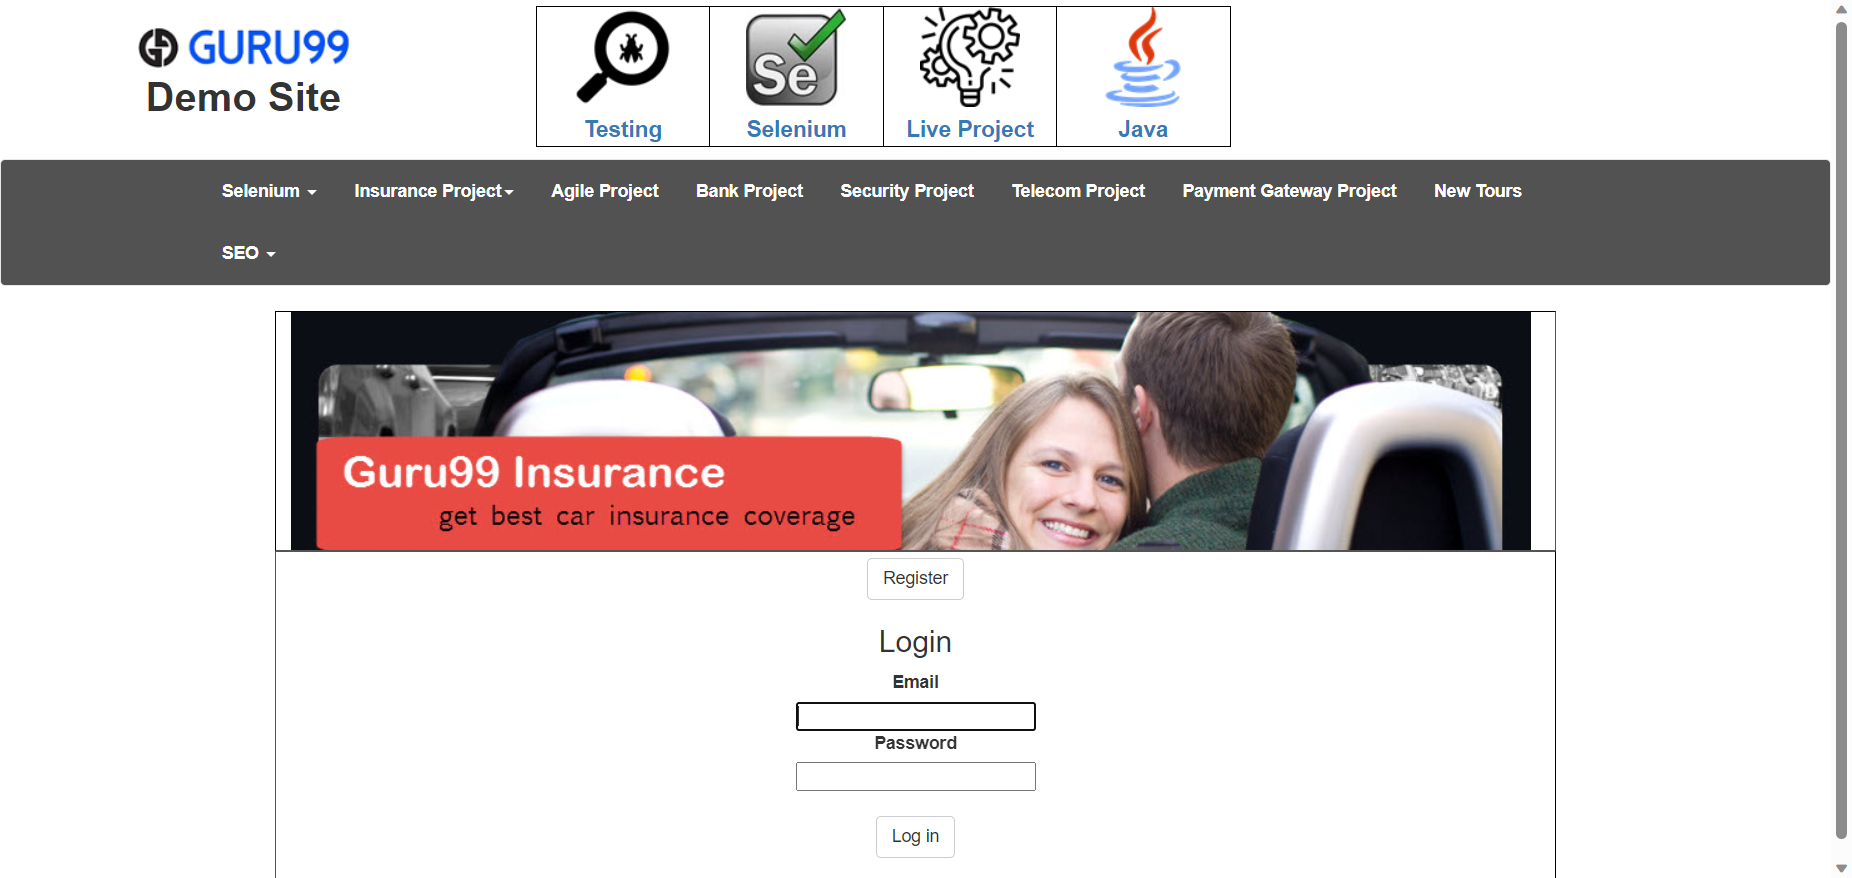 GURU99
Demo Site
Se
Testing
Selenium
Live Project
Java
Selenium
Insurance Project
Agile Project
Bank Project
Security Project
Telecom Project
Payment Gateway Project
New Tours
SEO
Guru99 Insurance
get best car insurance coverage
Register
Login
Email
Password
Log in